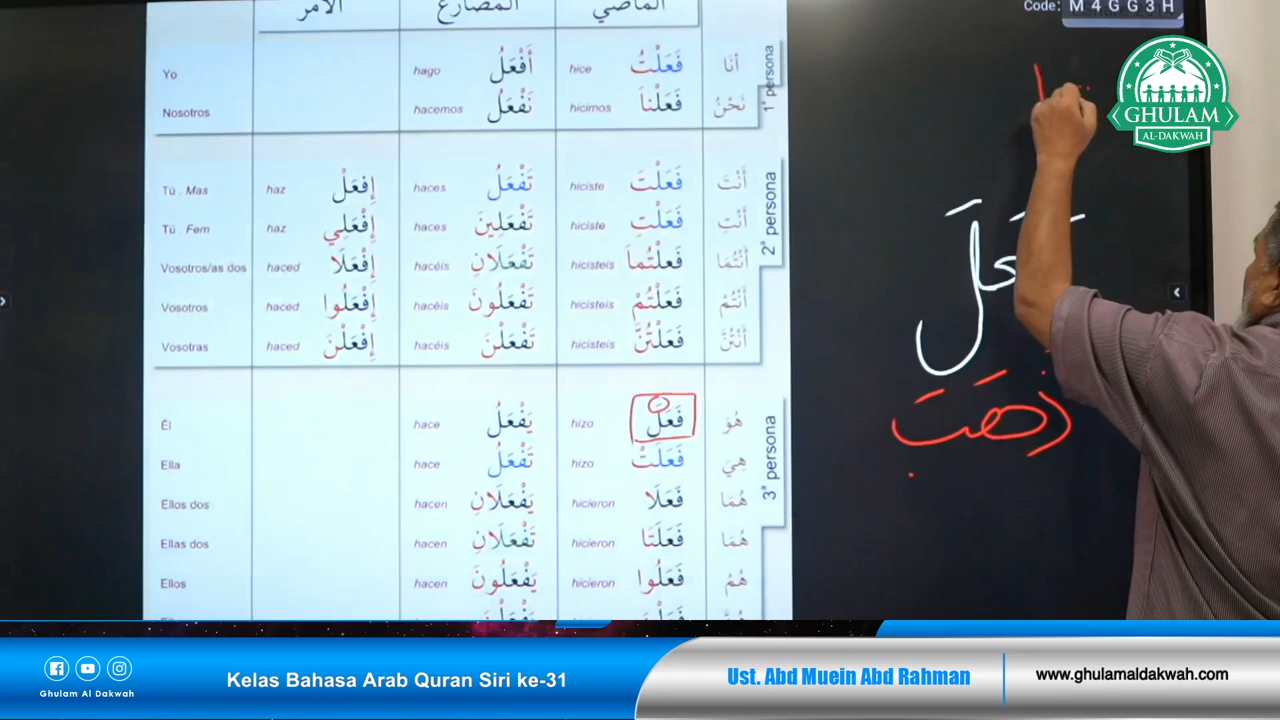 الماضي المضارع الأمر
Code: M4GG3H
GHULAM
AL-DAKWAH
1ª persona
Yo hago أَفْعَلُ hice فَعَلْتُ أَنَا
Nosotros hacemos نَفْعَلُ hicimos فَعَلْناَ نَحْنُ
2ª persona
Tú . Mas haz إِفْعَلْ haces تَفْعَلُ hiciste فَعَلْتَ أَنْتَ
Tú . Fem haz إِفْعَلِي haces تَفْعَلِينَ hiciste فَعَلْتِ أَنْتِ
Vosotros/as dos haced إِفْعَلَا hacéis تَفْعَلَانِ hicisteis فَعَلْتُماَ أَنْتُمَا
Vosotros haced إِفْعَلُوا hacéis تَفْعَلُونَ hicisteis فَعَلْتُمْ أَنْتُمْ
Vosotras haced إِفْعَلْنَ hacéis تَفْعَلْنَ hicisteis فَعَلْتُنَّ أَنْتُنَّ
3ª persona
Él hace يَفْعَلُ hizo فَعَلَ هُوَ
Ella hace تَفْعَلُ hizo فَعَلَتْ هِيَ
Ellos dos hacen يَفْعَلَانِ hicieron فَعَلَا هُمَا
Ellas dos hacen تَفْعَلَانِ hicieron فَعَلَتَا هُمَا
Ellos hacen يَفْعَلُونَ hicieron فَعَلُوا هُمْ
ذَهَبَ
Ghulam Al Dakwah
Kelas Bahasa Arab Quran Siri ke-31
Ust. Abd Muein Abd Rahman
www.ghulamaldakwah.com